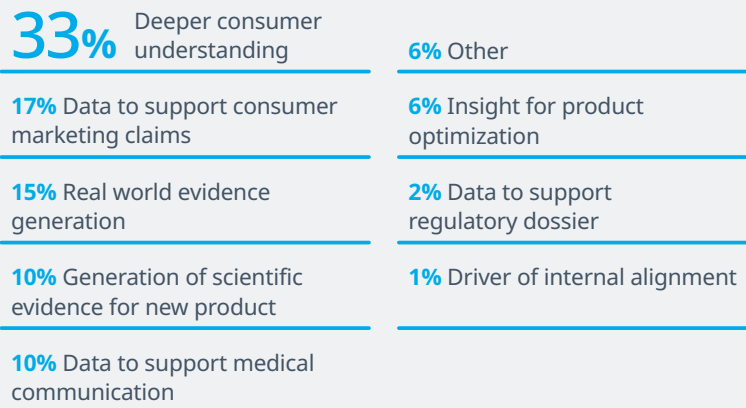 33% Deeper consumer
understanding
17% Data to support consumer
marketing claims
15% Real world evidence
generation
10% Generation of scientific
evidence for new product
10% Data to support medical
communication
6% Other
6% Insight for product
optimization
2% Data to support
regulatory dossier
1% Driver of internal alignment